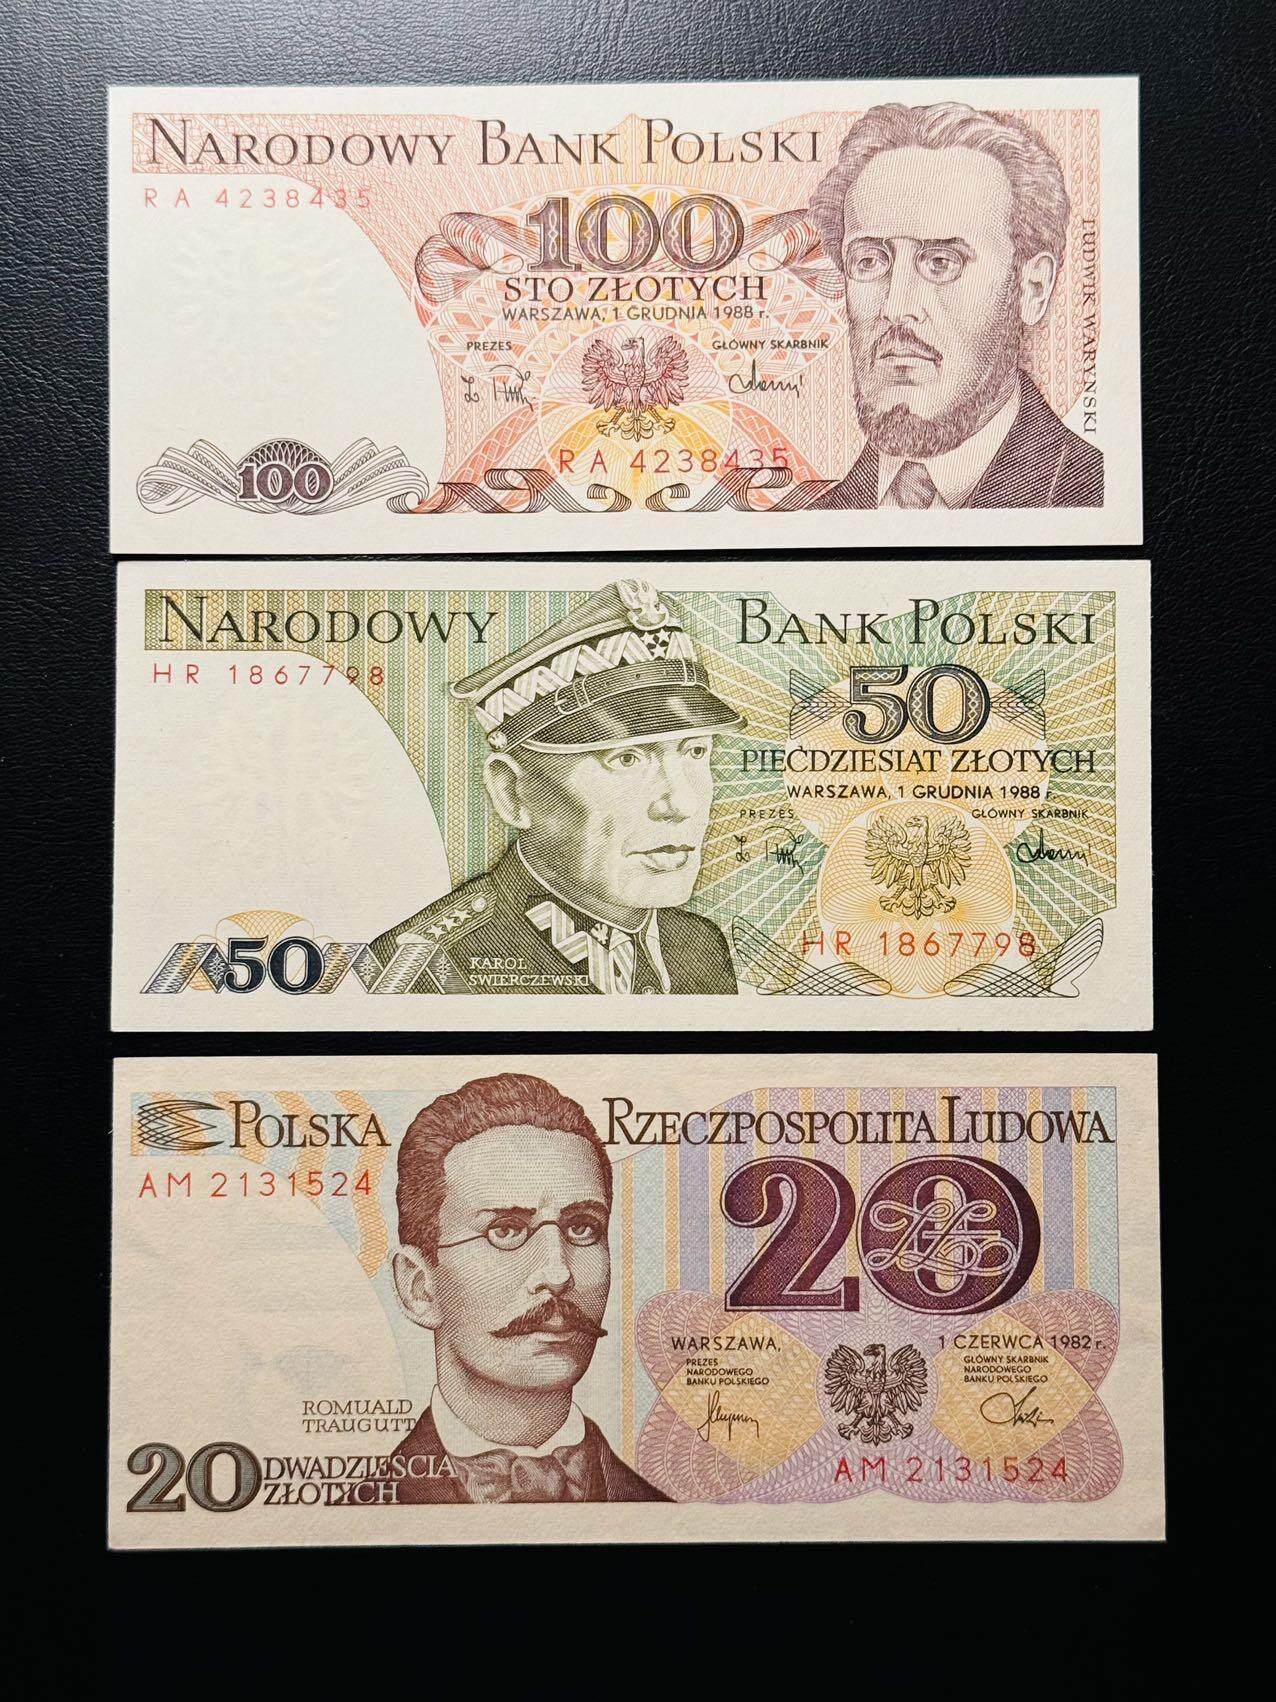 NARODOWY BANK POLSKI
RA 4238435
100
STO ZŁOTYCH
WARSZAWA, 1 GRUDNIA 1988 r.
PREZES
GŁÓWNY SKARBNIK
LUDWIK WARYŃSKI
RA 4238435
100
NARODOWY BANK POLSKI
HR 1867798
50
PIEĆDZIESIAT ZŁOTYCH
WARSZAWA, 1 GRUDNIA 1988 r.
PREZES
GŁÓWNY SKARBNIK
HR 1867798
50
KAROL
ŚWIERCZEWSKI
POLSKA RZECZPOSPOLITA LUDOWA
AM 2131524
20
WARSZAWA, 1 CZERWCA 1982 r.
PREZES
NARODOWEGO
BANKU POLSKIEGO
GŁÓWNY SKARBNIK
NARODOWEGO
BANKU POLSKIEGO
ROMUALD
TRAUGUTT
AM 2131524
20 DWADZIEŚCIA
ZŁOTYCH